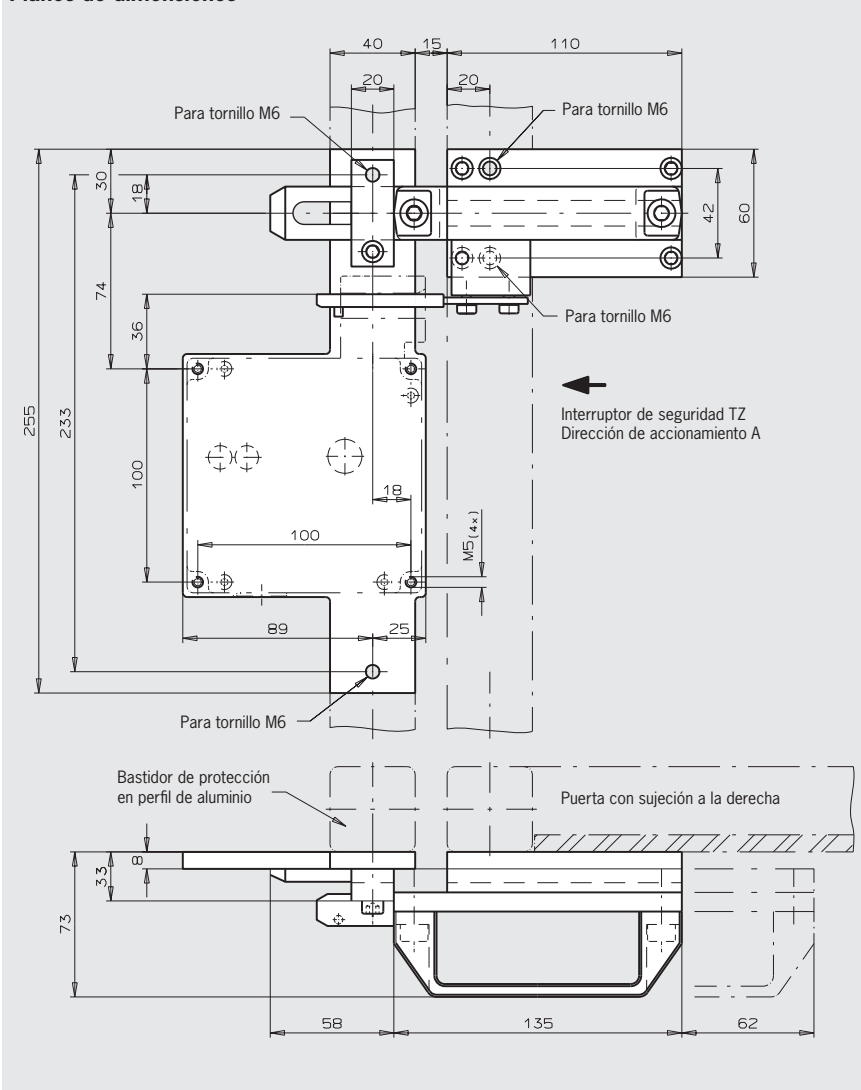 40 15 110
20 20
Para tornillo M6
Para tornillo M6
30
18
42
60
74
36
Para tornillo M6
255
233
Interruptor de seguridad TZ
Dirección de accionamiento A
100
18
100
M5(4x)
89 25
Para tornillo M6
Bastidor de protección
en perfil de aluminio
Puerta con sujeción a la derecha
8
33
73
58 135 62